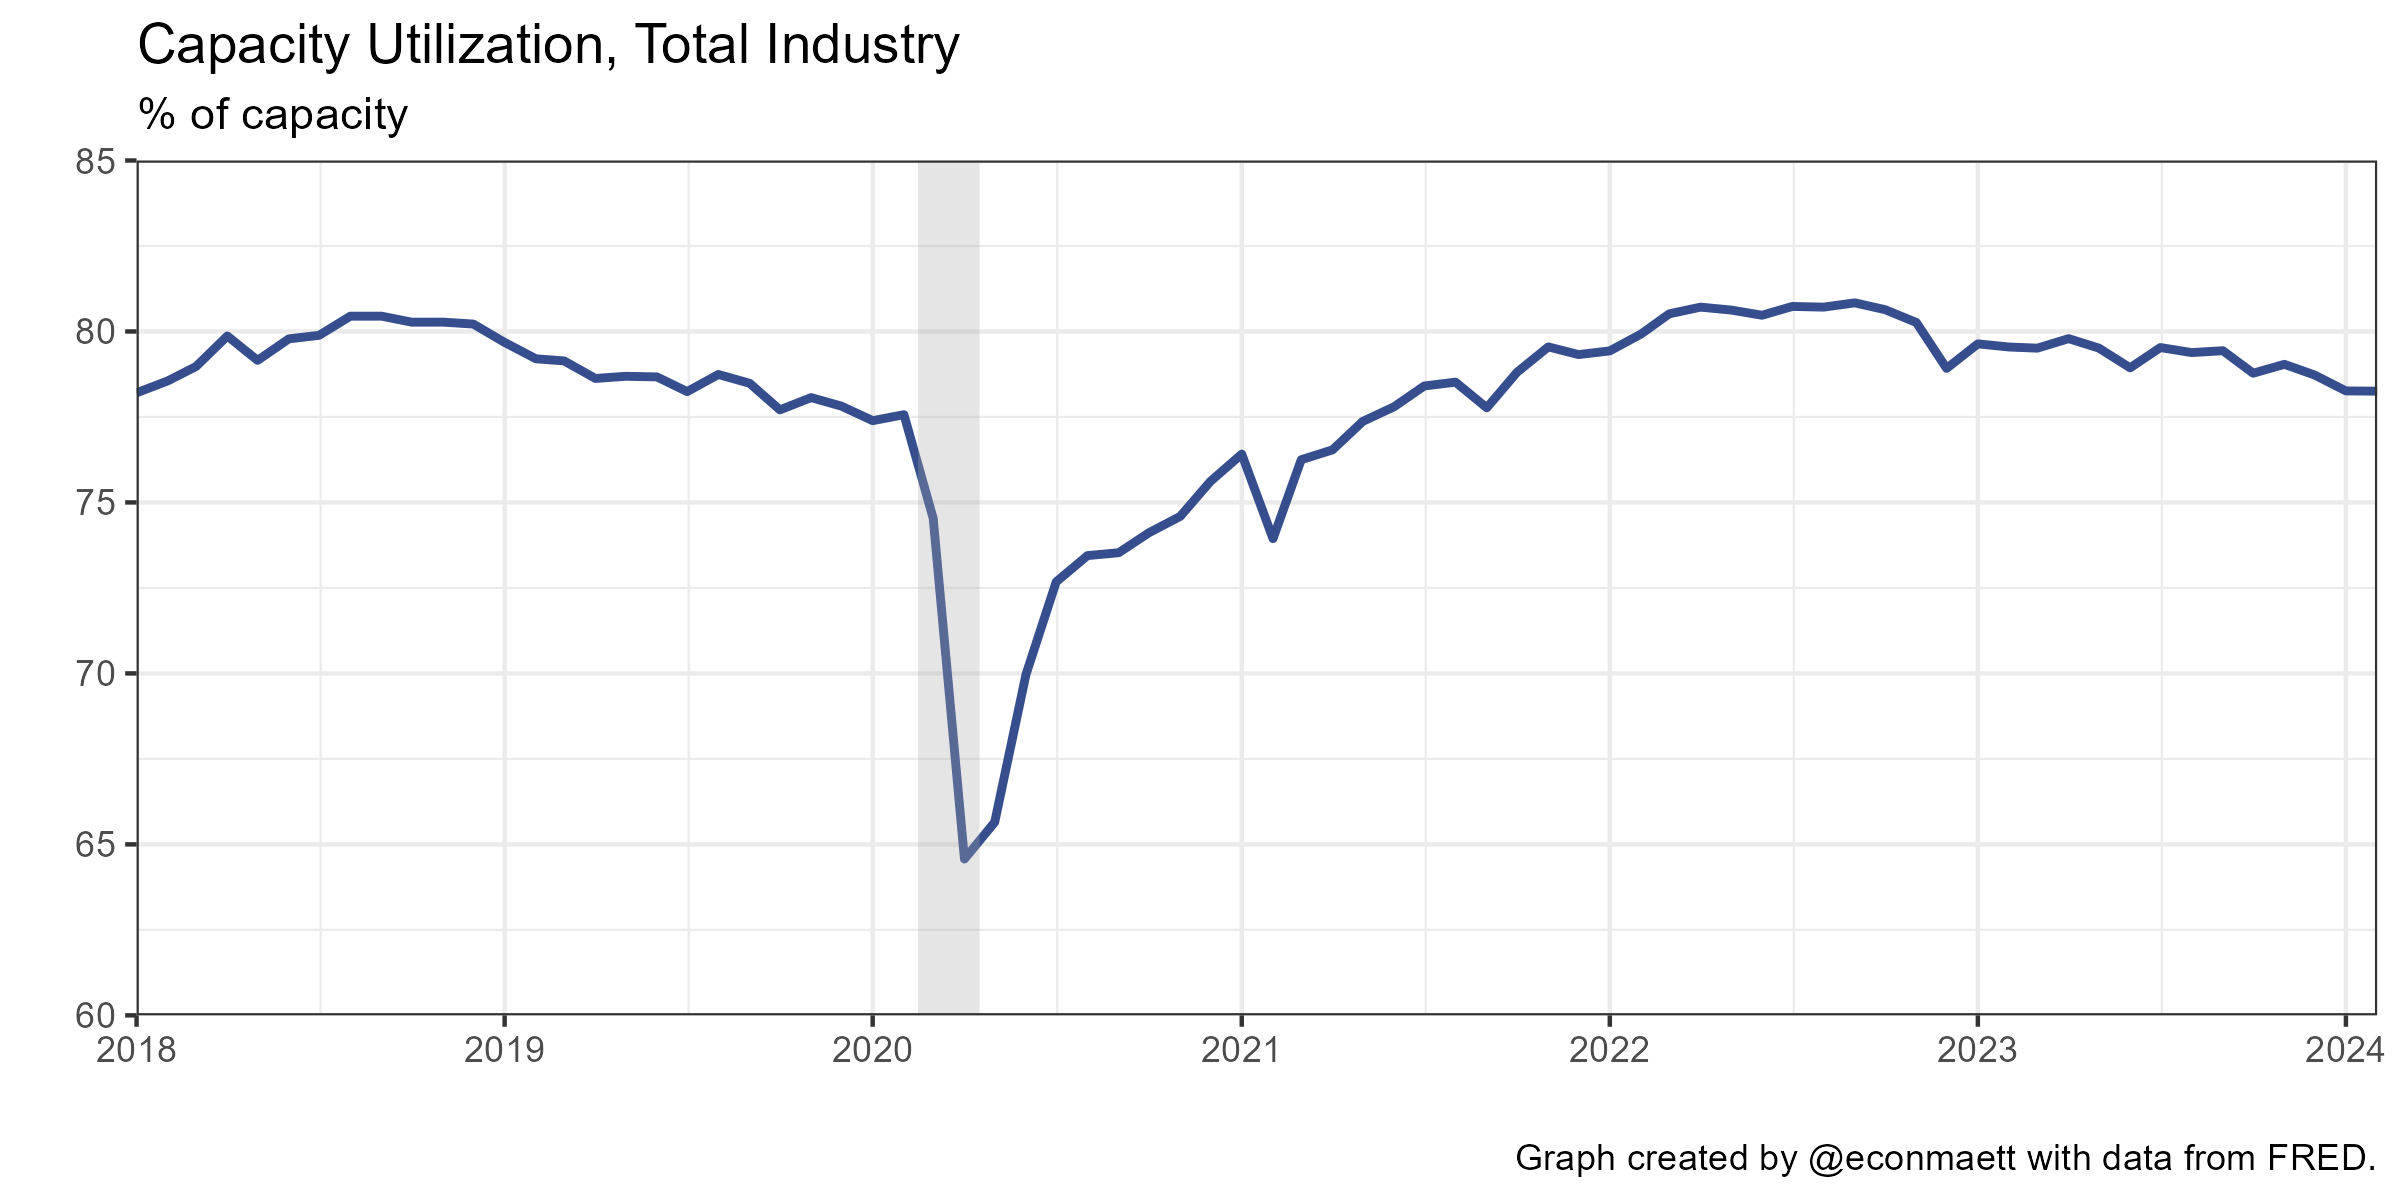 Capacity Utilization, Total Industry
% of capacity
85
80
75
70
65
60
2018 2019 2020 2021 2022 2023 2024
Graph created by @econmaett with data from FRED.